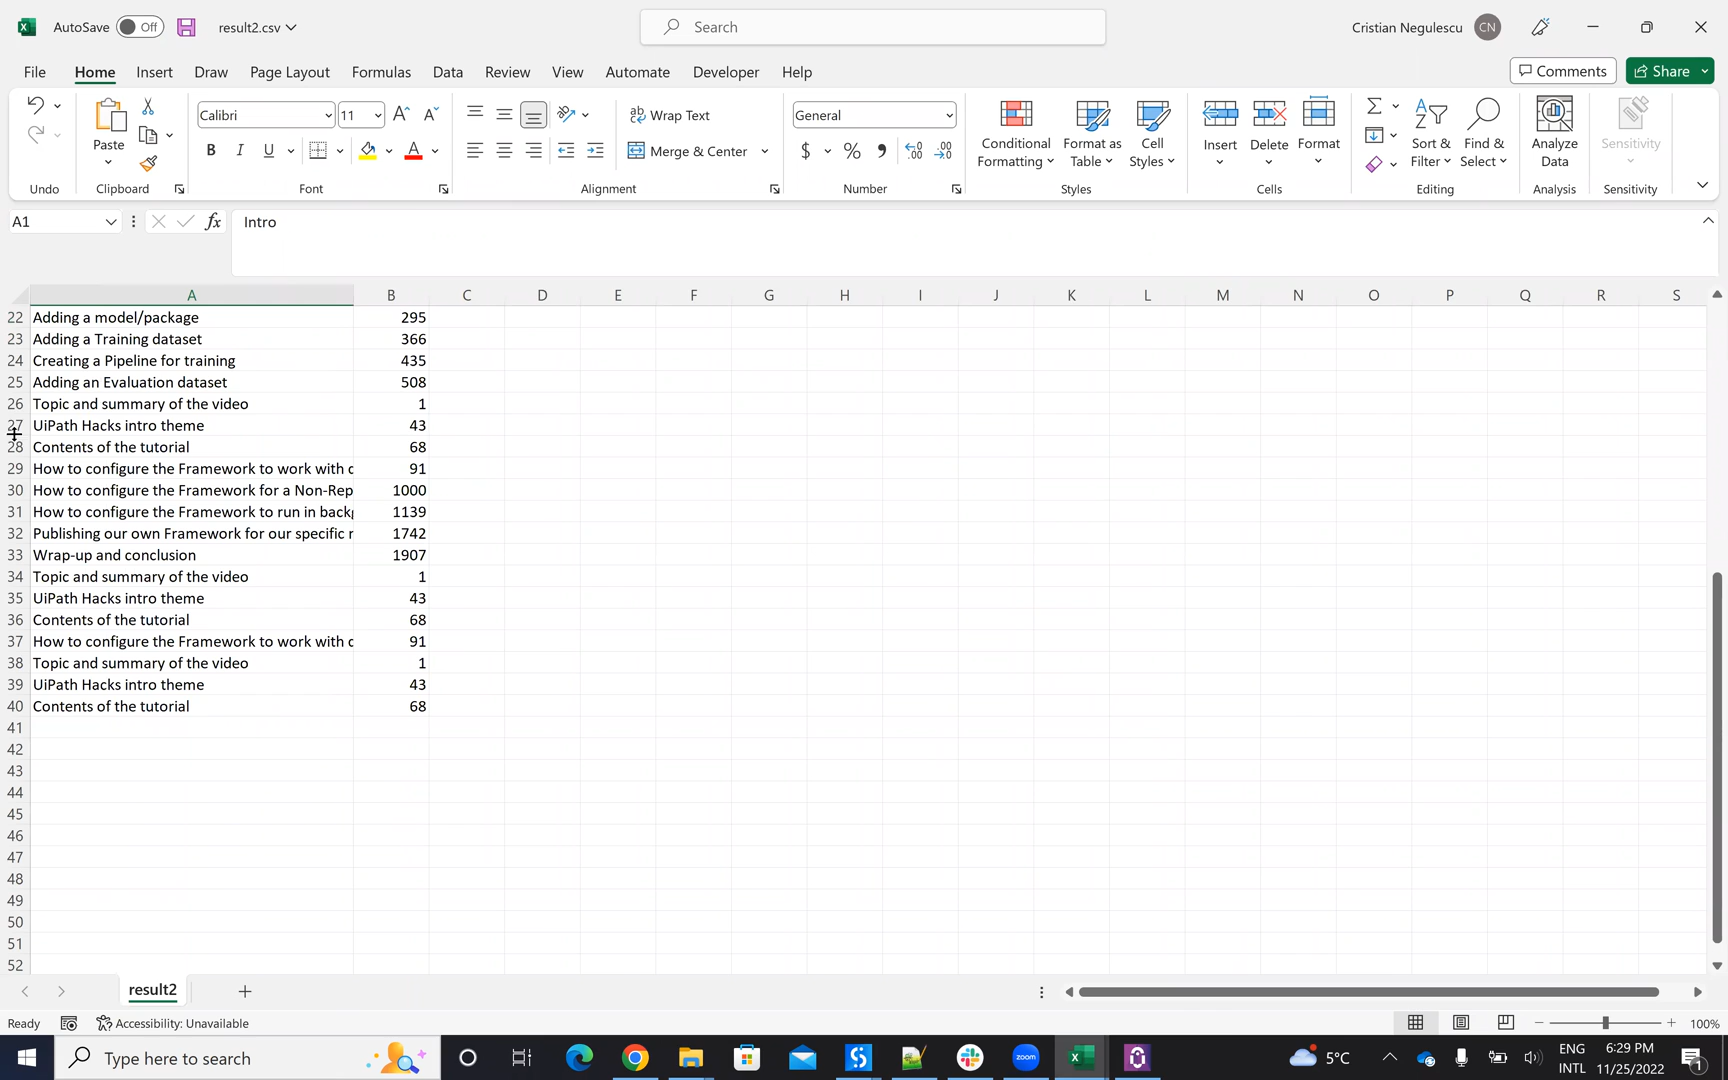 AutoSave Off result2.csv Search Cristian Negulescu CN
File Home Insert Draw Page Layout Formulas Data Review View Automate Developer Help Comments Share
Calibri 11 Wrap Text General
Paste Merge & Center Conditional Formatting Format as Table Cell Styles Insert Delete Format Sort & Filter Find & Select Analyze Data Sensitivity
Undo Clipboard Font Alignment Number Styles Cells Editing Analysis Sensitivity
A1 fx Intro
A B C D E F G H I J K L M N O P Q R S
22 Adding a model/package 295
23 Adding a Training dataset 366
24 Creating a Pipeline for training 435
25 Adding an Evaluation dataset 508
26 Topic and summary of the video 1
27 UiPath Hacks intro theme 43
28 Contents of the tutorial 68
29 How to configure the Framework to work with 91
30 How to configure the Framework for a Non-Rep 1000
31 How to configure the Framework to run in back 1139
32 Publishing our own Framework for our specific 1742
33 Wrap-up and conclusion 1907
34 Topic and summary of the video 1
35 UiPath Hacks intro theme 43
36 Contents of the tutorial 68
37 How to configure the Framework to work with 91
38 Topic and summary of the video 1
39 UiPath Hacks intro theme 43
40 Contents of the tutorial 68
41
42
43
44
45
46
47
48
49
50
51
52
result2
Ready Accessibility: Unavailable 100%
Type here to search zoom 5°C ENG INTL 6:29 PM 11/25/2022 1